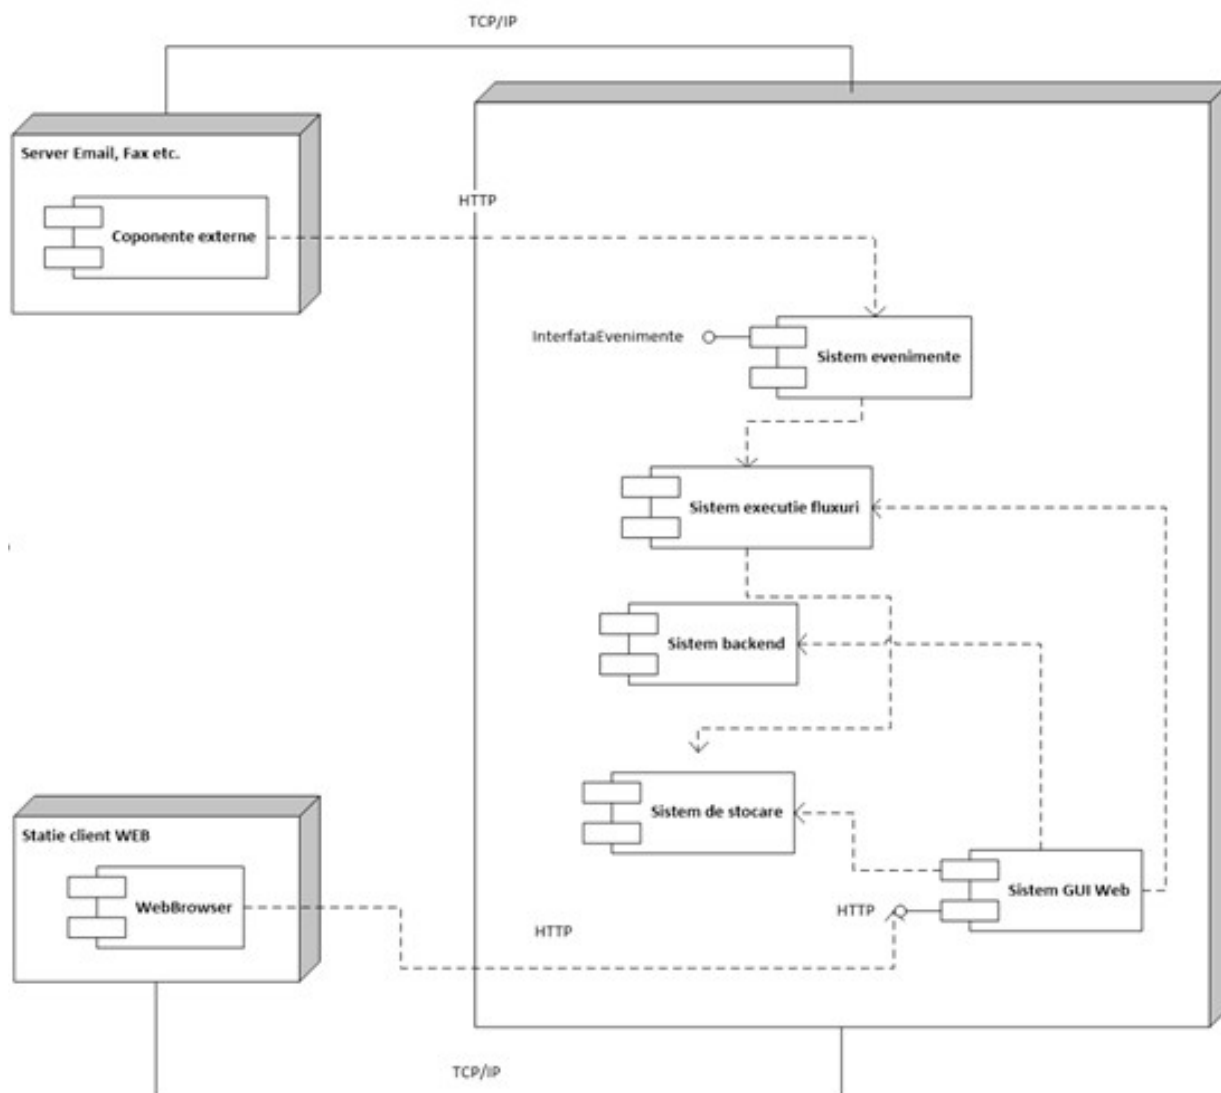 TCP/IP
Server Email, Fax etc.
Coponente externe
HTTP
InterfataEvenimente
Sistem evenimente
Sistem executie fluxuri
Sistem backend
Sistem de stocare
Statie client WEB
WebBrowser
Sistem GUI Web
HTTP
HTTP
TCP/IP